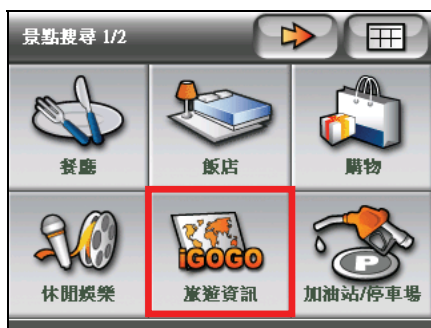 景點搜尋 1/2
餐廳
飯店
購物
iGOGO
P
休閒娛樂
旅遊資訊
加油站/停車場